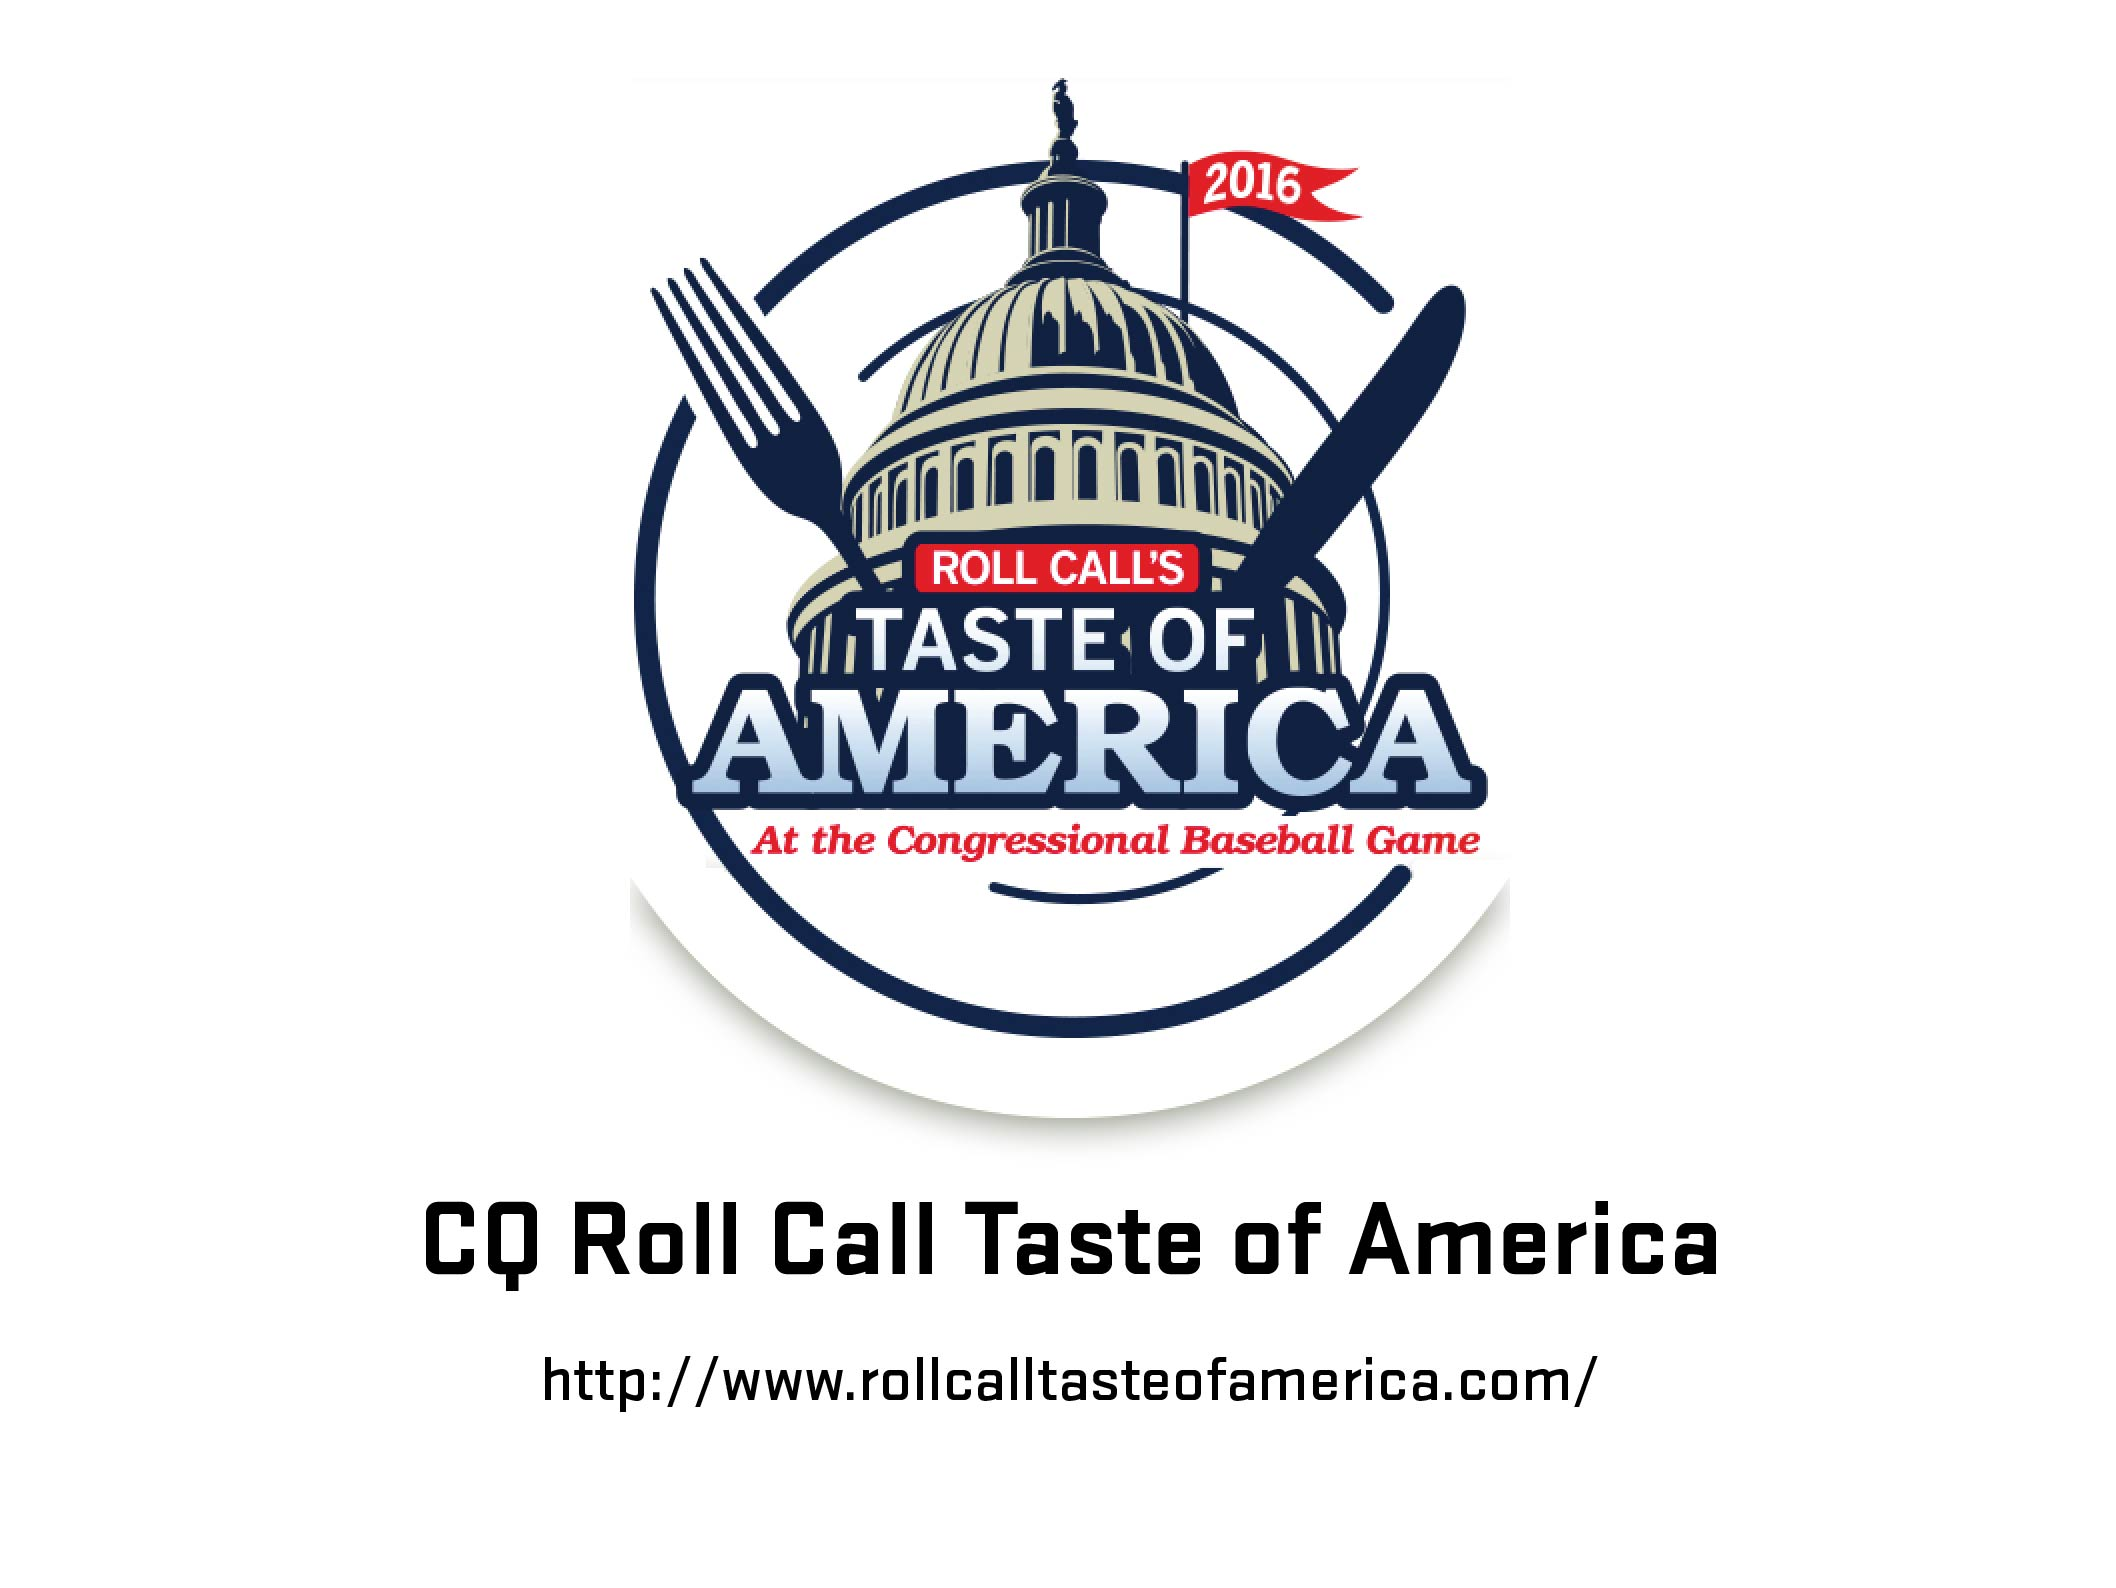 2016
ROLL CALL'S
TASTE OF
AMERICA
At the Congressional Baseball Game
CQ Roll Call Taste of America
http://www.rollcalltasteofamerica.com/